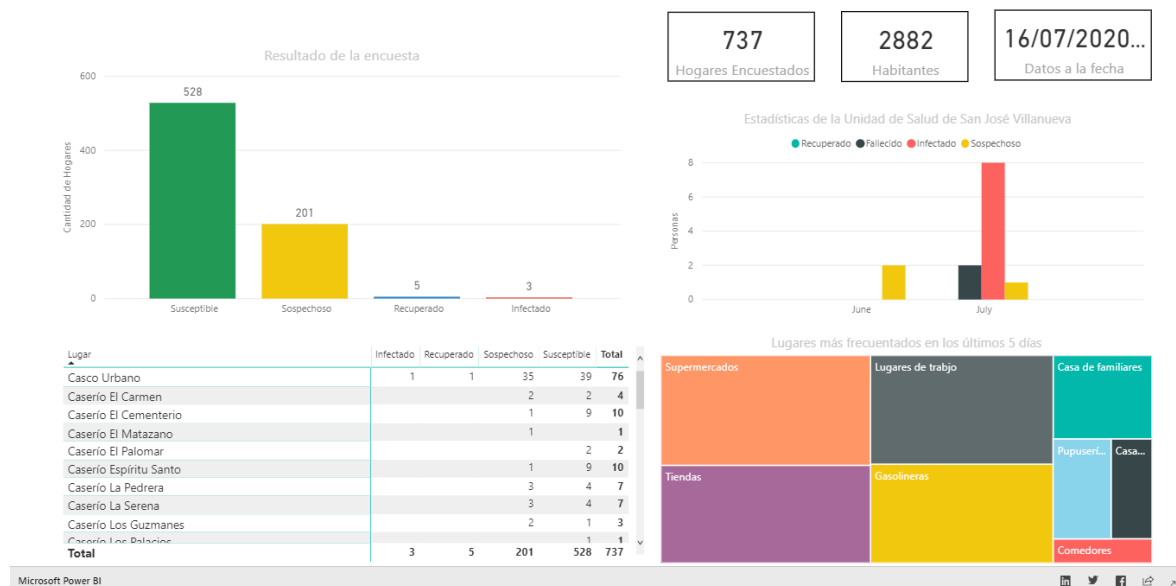 737
Hogares Encuestados
2882
Habitantes
16/07/2020...
Datos a la fecha
Resultado de la encuesta
Cantidad de Hogares
600
400
200
0
528
201
5
3
Susceptible
Sospechoso
Recuperado
Infectado
Estadísticas de la Unidad de Salud de San José Villanueva
Recuperado Fallecido Infectado Sospechoso
Personas
8
6
4
2
0
June
July
Lugar Infectado Recuperado Sospechoso Susceptible Total
Casco Urbano 1 1 35 39 76
Caserío El Carmen 2 2 4
Caserío El Cementerio 1 9 10
Caserío El Matazano 1 1
Caserío El Palomar 2 2
Caserío Espíritu Santo 1 9 10
Caserío La Pedrera 3 4 7
Caserío La Serena 3 4 7
Caserío Los Guzmanes 2 1 3
Caserío Los Palacios 1 1
Total 3 5 201 528 737
Lugares más frecuentados en los últimos 5 días
Supermercados
Lugares de trabjo
Casa de familiares
Pupuserí...
Casa...
Tiendas
Gasolineras
Comedores
Microsoft Power BI